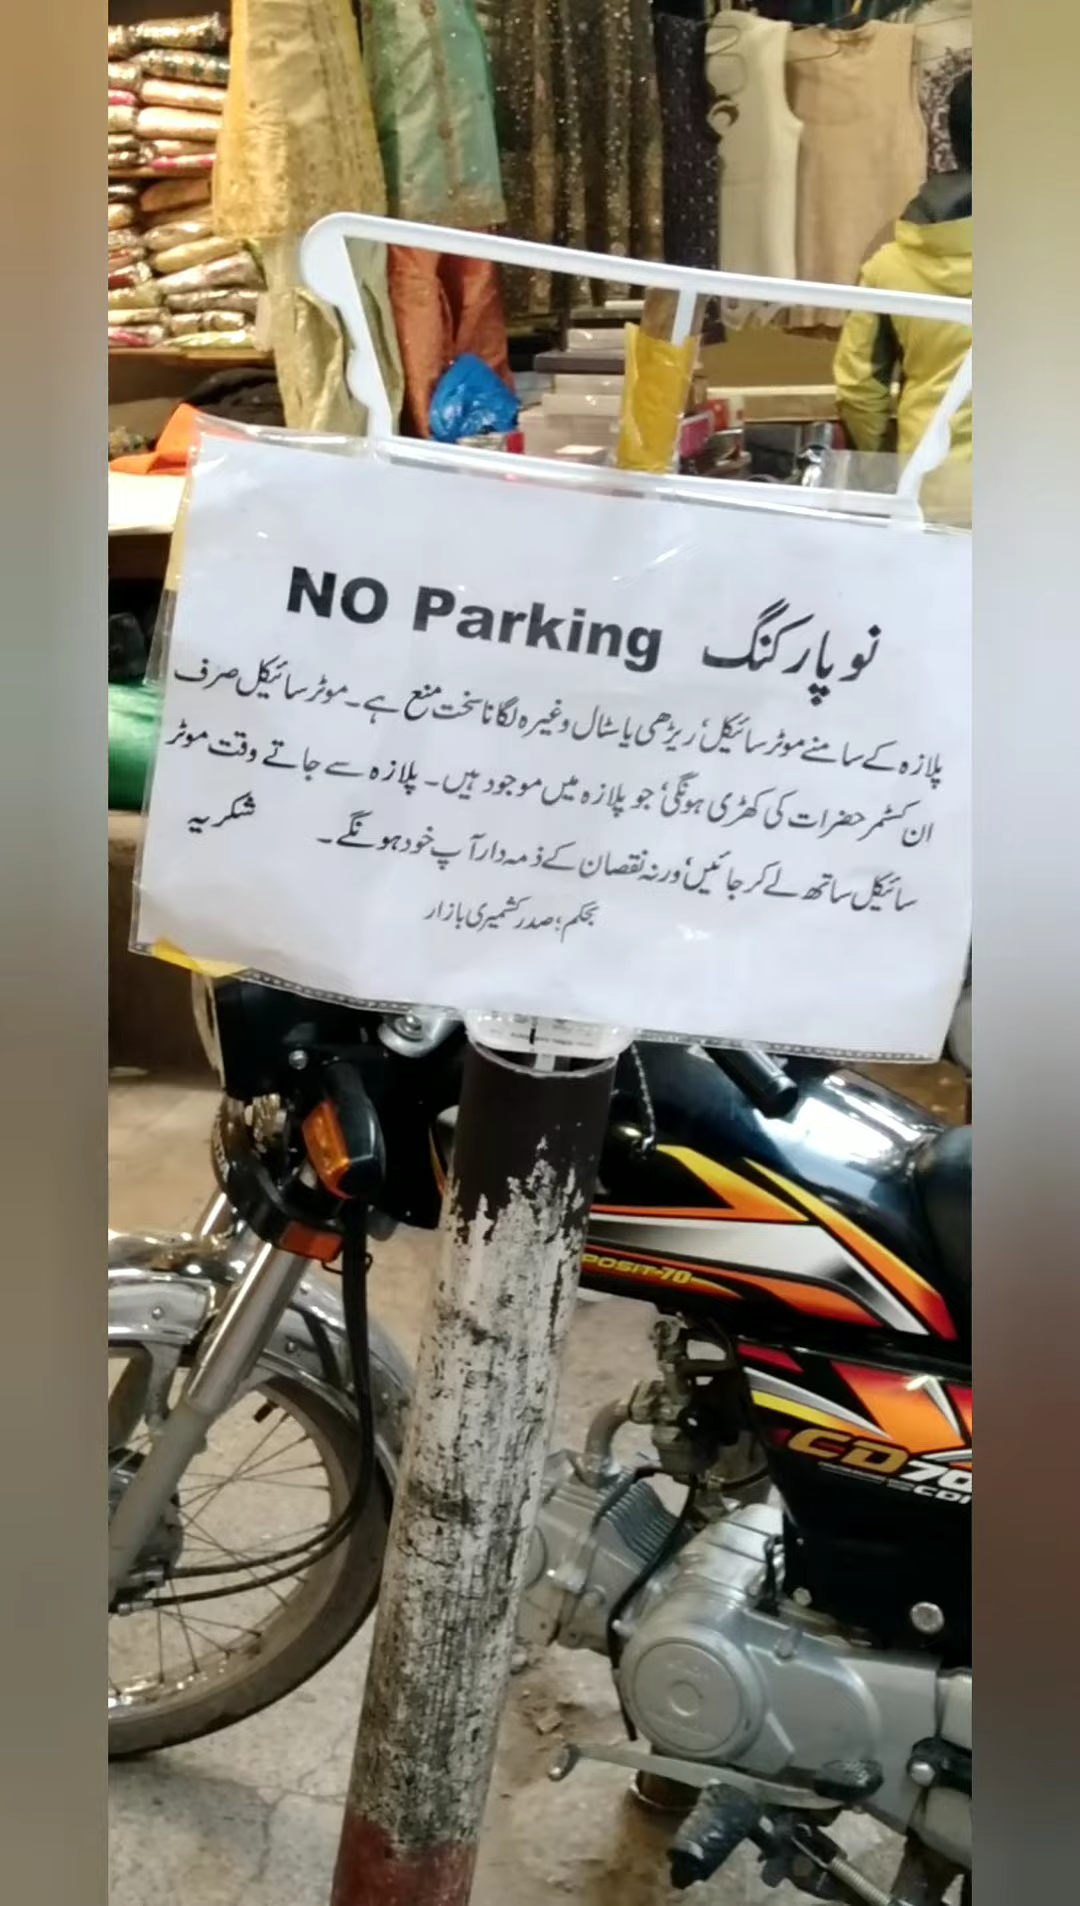 NO Parking نو پارکنگ
پلازہ کے سامنے موٹر سائیکل، ریڑھی یا سٹال وغیرہ لگانا سخت منع ہے۔ موٹر سائیکل صرف
ان کسٹمر حضرات کی کھڑی ہونگی، جو پلازہ میں موجود ہیں۔ پلازہ سے جاتے وقت موٹر
سائیکل ساتھ لے کر جائیں، ورنہ نقصان کے ذمہ دار آپ خود ہونگے۔ شکریہ
بحکم: صدر کشمیری بازار
POSIT-70
CD70
CDI